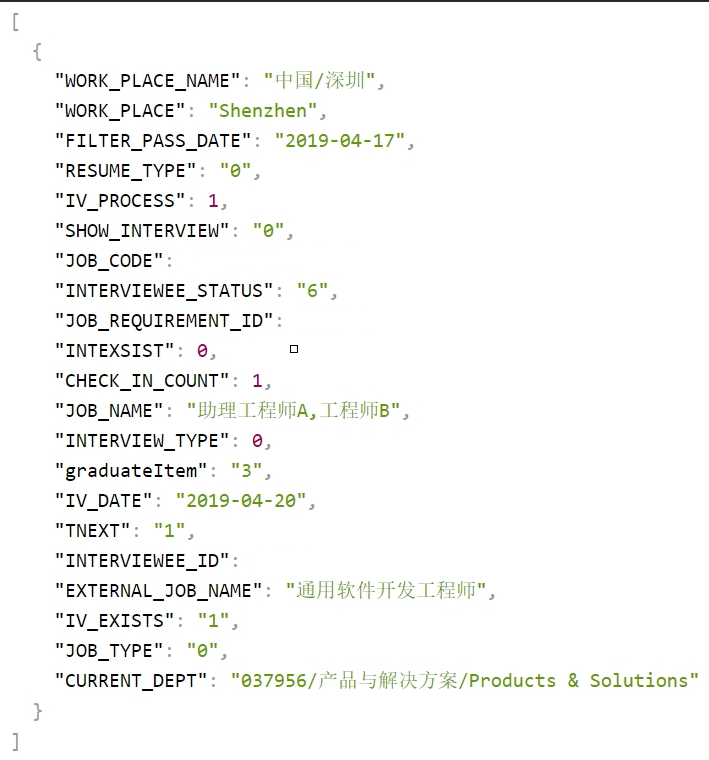 [
{
"WORK_PLACE_NAME": "中国/深圳",
"WORK_PLACE": "Shenzhen",
"FILTER_PASS_DATE": "2019-04-17",
"RESUME_TYPE": "0",
"IV_PROCESS": 1,
"SHOW_INTERVIEW": "0",
"JOB_CODE":
"INTERVIEWEE_STATUS": "6",
"JOB_REQUIREMENT_ID":
"INTEXSIST": 0,
"CHECK_IN_COUNT": 1,
"JOB_NAME": "助理工程师A,工程师B",
"INTERVIEW_TYPE": 0,
"graduateItem": "3",
"IV_DATE": "2019-04-20",
"TNEXT": "1",
"INTERVIEWEE_ID":
"EXTERNAL_JOB_NAME": "通用软件开发工程师",
"IV_EXISTS": "1",
"JOB_TYPE": "0",
"CURRENT_DEPT": "037956/产品与解决方案/Products & Solutions"
}
]